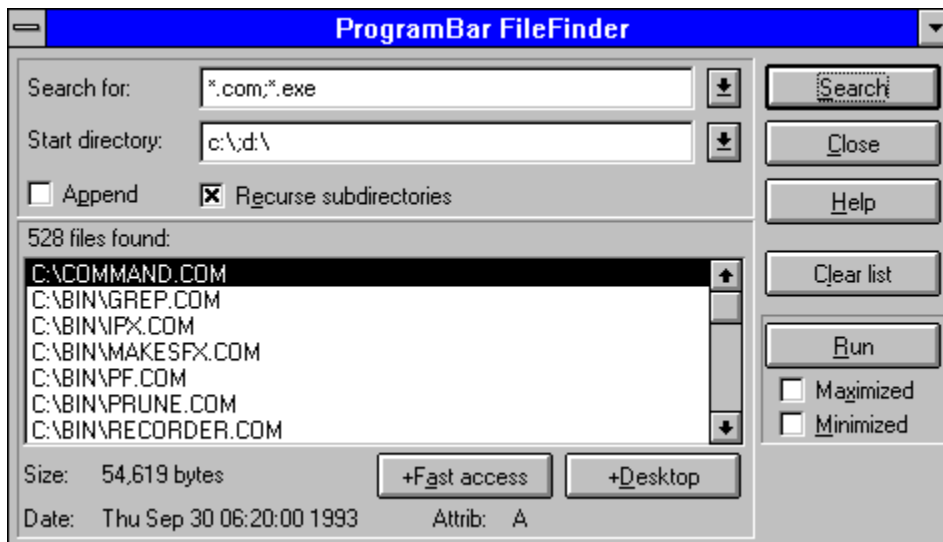 ProgramBar FileFinder
Search for: *.com;*.exe
Search
Start directory: c:\;d:\
Close
Append Recurse subdirectories
Help
528 files found:
C:\COMMAND.COM
Clear list
C:\BIN\GREP.COM
C:\BIN\IPX.COM
C:\BIN\MAKESFX.COM
Run
C:\BIN\PF.COM
Maximized
C:\BIN\PRUNE.COM
C:\BIN\RECORDER.COM
Minimized
Size: 54,619 bytes
+Fast access
+Desktop
Date: Thu Sep 30 06:20:00 1993 Attrib: A